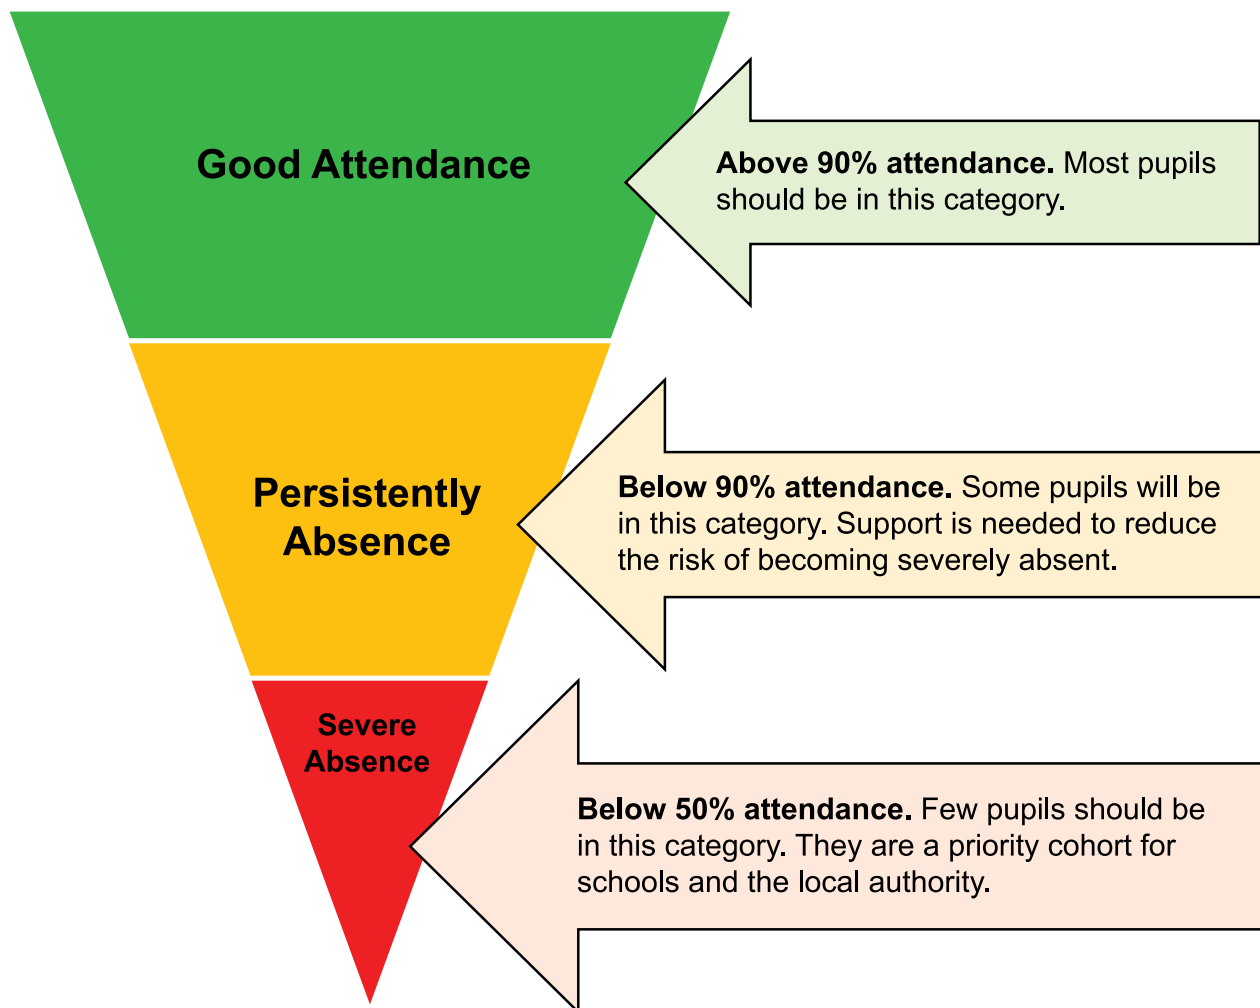 Good Attendance
Above 90% attendance. Most pupils
should be in this category.
Persistently
Absence
Below 90% attendance. Some pupils will be
in this category. Support is needed to reduce
the risk of becoming severely absent.
Severe
Absence
Below 50% attendance. Few pupils should be
in this category. They are a priority cohort for
schools and the local authority.